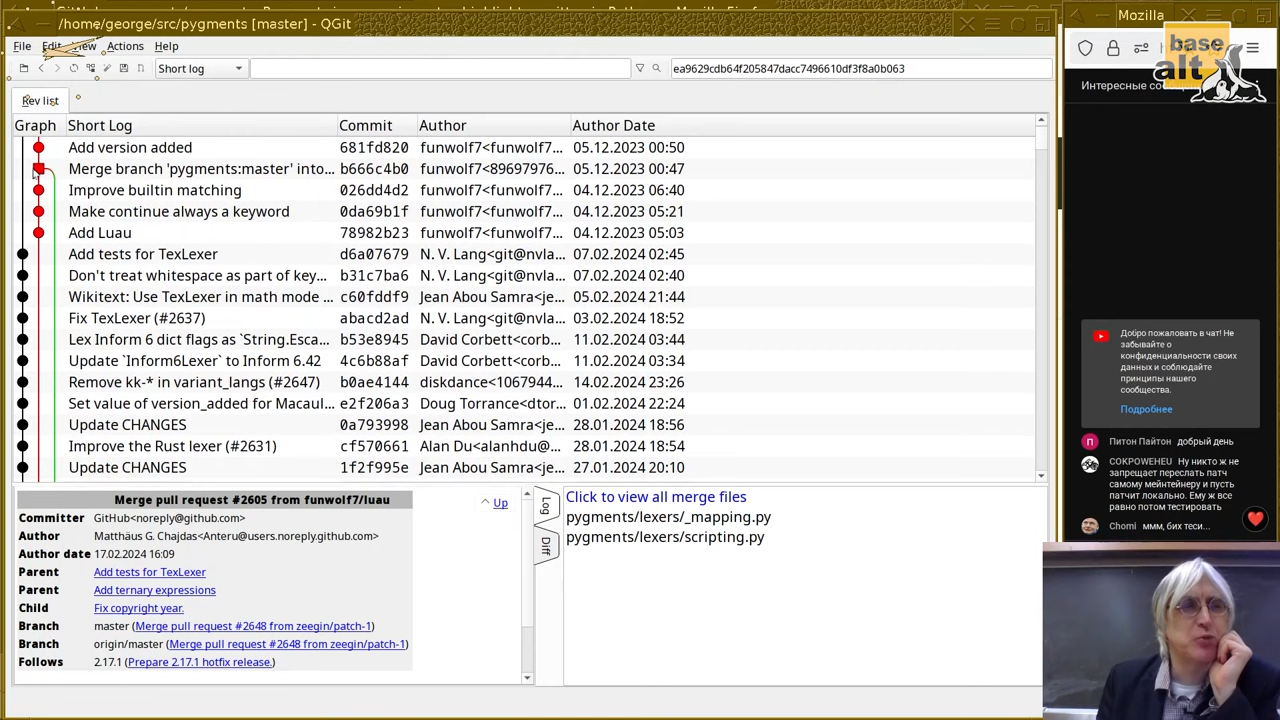 /home/george/src/pygments [master] - QGit
Mozilla
File Edit View Actions Help
Short log
ea9629cdb64f205847dacc7496610df3f8a0b063
Rev list
Graph Short Log Commit Author Author Date
Add version added 681fd820 funwolf7<funwolf7... 05.12.2023 00:50
Merge branch 'pygments:master' into... b666c4b0 funwolf7<89697976... 05.12.2023 00:47
Improve builtin matching 026dd4d2 funwolf7<funwolf7... 04.12.2023 06:40
Make continue always a keyword 0da69b1f funwolf7<funwolf7... 04.12.2023 05:21
Add Luau 78982b23 funwolf7<funwolf7... 04.12.2023 05:03
Add tests for TexLexer d6a07679 N. V. Lang<git@nvla... 07.02.2024 02:45
Don't treat whitespace as part of key... b31c7ba6 N. V. Lang<git@nvla... 07.02.2024 02:40
Wikitext: Use TexLexer in math mode ... c60fddf9 Jean Abou Samra<je... 05.02.2024 21:44
Fix TexLexer (#2637) abacd2ad N. V. Lang<git@nvla... 03.02.2024 18:52
Lex Inform 6 dict flags as `String.Esca... b53e8945 David Corbett<corb... 11.02.2024 03:44
Update `Inform6Lexer` to Inform 6.42 4c6b88af David Corbett<corb... 11.02.2024 03:34
Remove kk-* in variant_langs (#2647) b0ae4144 diskdance<1067944... 14.02.2024 23:26
Set value of version_added for Macaul... e2f206a3 Doug Torrance<dtor... 01.02.2024 22:24
Update CHANGES 0a793998 Jean Abou Samra<je... 28.01.2024 18:56
Improve the Rust lexer (#2631) cf570661 Alan Du<alanhdu@... 28.01.2024 18:54
Update CHANGES 1f2f995e Jean Abou Samra<je... 27.01.2024 20:10
Merge pull request #2605 from funwolf7/luau
Up
Committer GitHub<noreply@github.com>
Author Matthäus G. Chajdas<Anteru@users.noreply.github.com>
Author date 17.02.2024 16:09
Parent Add tests for TexLexer
Parent Add ternary expressions
Child Fix copyright year.
Branch master (Merge pull request #2648 from zeegin/patch-1)
Branch origin/master (Merge pull request #2648 from zeegin/patch-1)
Follows 2.17.1 (Prepare 2.17.1 hotfix release.)
Log
Diff
Click to view all merge files
pygments/lexers/_mapping.py
pygments/lexers/scripting.py
base
alt
Интересные
Добро пожаловать в чат! Не
забывайте о
конфиденциальности своих
данных и соблюдайте
принципы нашего
сообщества.
Подробнее
П Питон Пайтон добрый день
COKPOWEHEU Ну никто ж не
запрещает переслать патч
самому мейнтейнеру и пусть
патчит локально. Ему ж все
равно потом тестировать
Chomi ммм, бих теси...